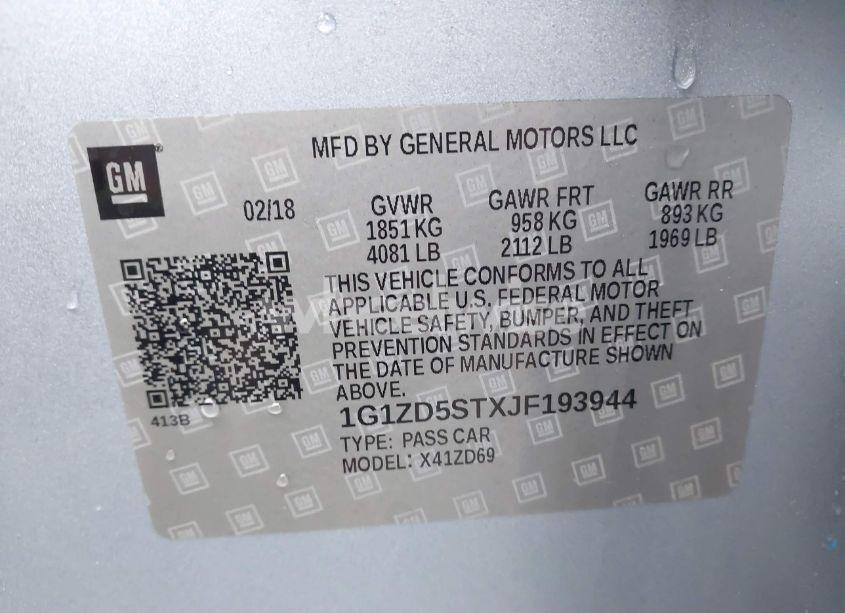 GM
MFD BY GENERAL MOTORS LLC
02/18
GVWR
1851 KG
4081 LB
GAWR FRT
958 KG
2112 LB
GAWR RR
893 KG
1969 LB
THIS VEHICLE CONFORMS TO ALL
APPLICABLE U.S. FEDERAL MOTOR
VEHICLE SAFETY, BUMPER, AND THEFT
PREVENTION STANDARDS IN EFFECT ON
THE DATE OF MANUFACTURE SHOWN
ABOVE.
413B
1G1ZD5STXJF193944
TYPE: PASS CAR
MODEL: X41ZD69